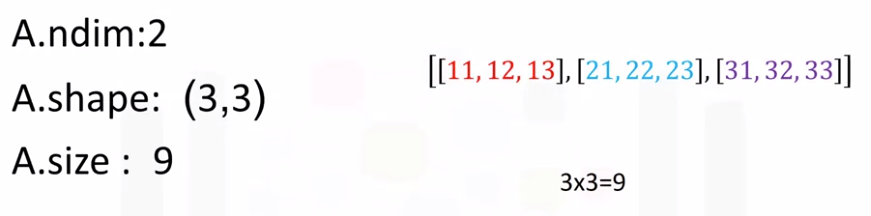 A.ndim:2
[[11, 12, 13], [21, 22, 23], [31, 32, 33]]
A.shape: (3,3)
A.size : 9
3x3=9